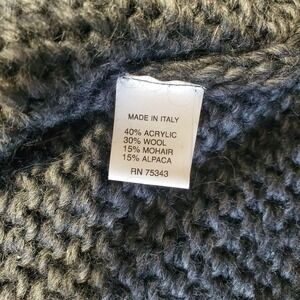 MADE IN ITALY
40% ACRYLIC
30% WOOL
15% MOHAIR
15% ALPACA
RN 75343